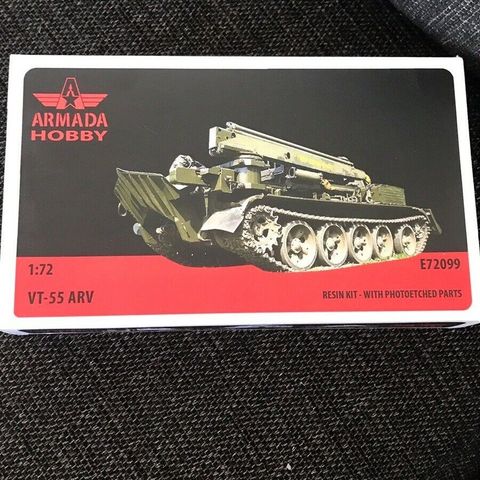 ARMADA
HOBBY
1:72
E72099
VT-55 ARV
RESIN KIT - WITH PHOTOETCHED PARTS